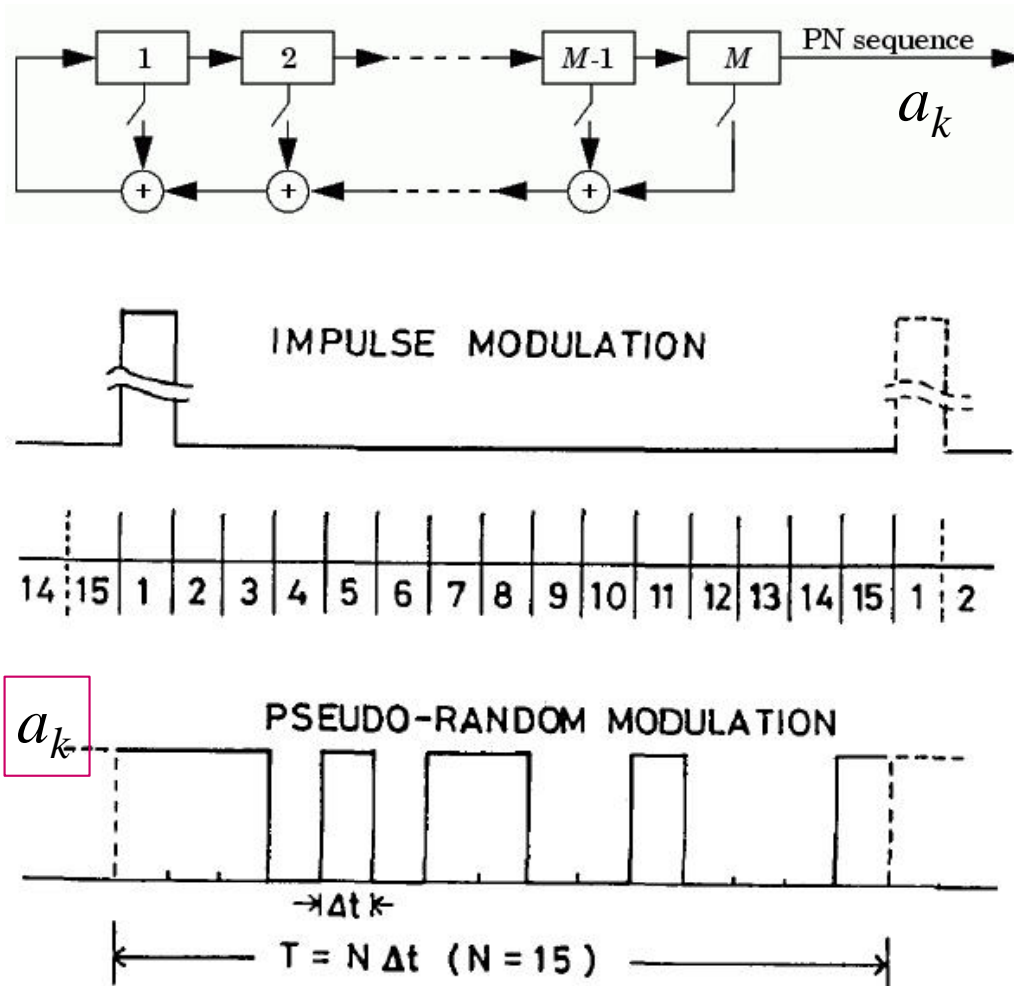 PN sequence
1 2 M-1 M
a_k
+ + +
IMPULSE MODULATION
14 15 1 2 3 4 5 6 7 8 9 10 11 12 13 14 15 1 2
a_k
PSEUDO-RANDOM MODULATION
Δt
T = N Δt (N = 15)